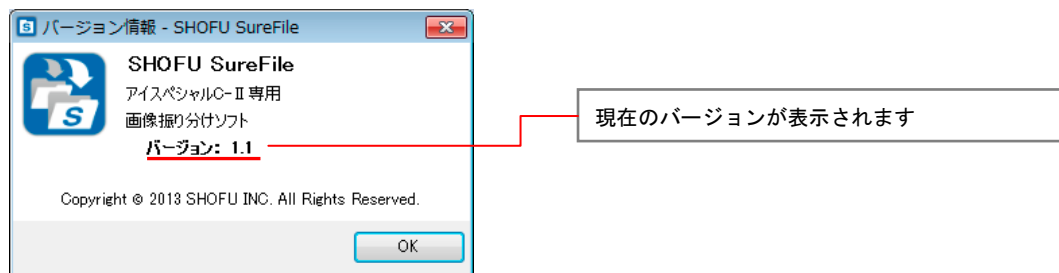 バージョン情報 - SHOFU SureFile
SHOFU SureFile
アイスペシャルC-Ⅱ専用
画像振り分けソフト
バージョン： 1.1
現在のバージョンが表示されます
Copyright © 2013 SHOFU INC. All Rights Reserved.
OK